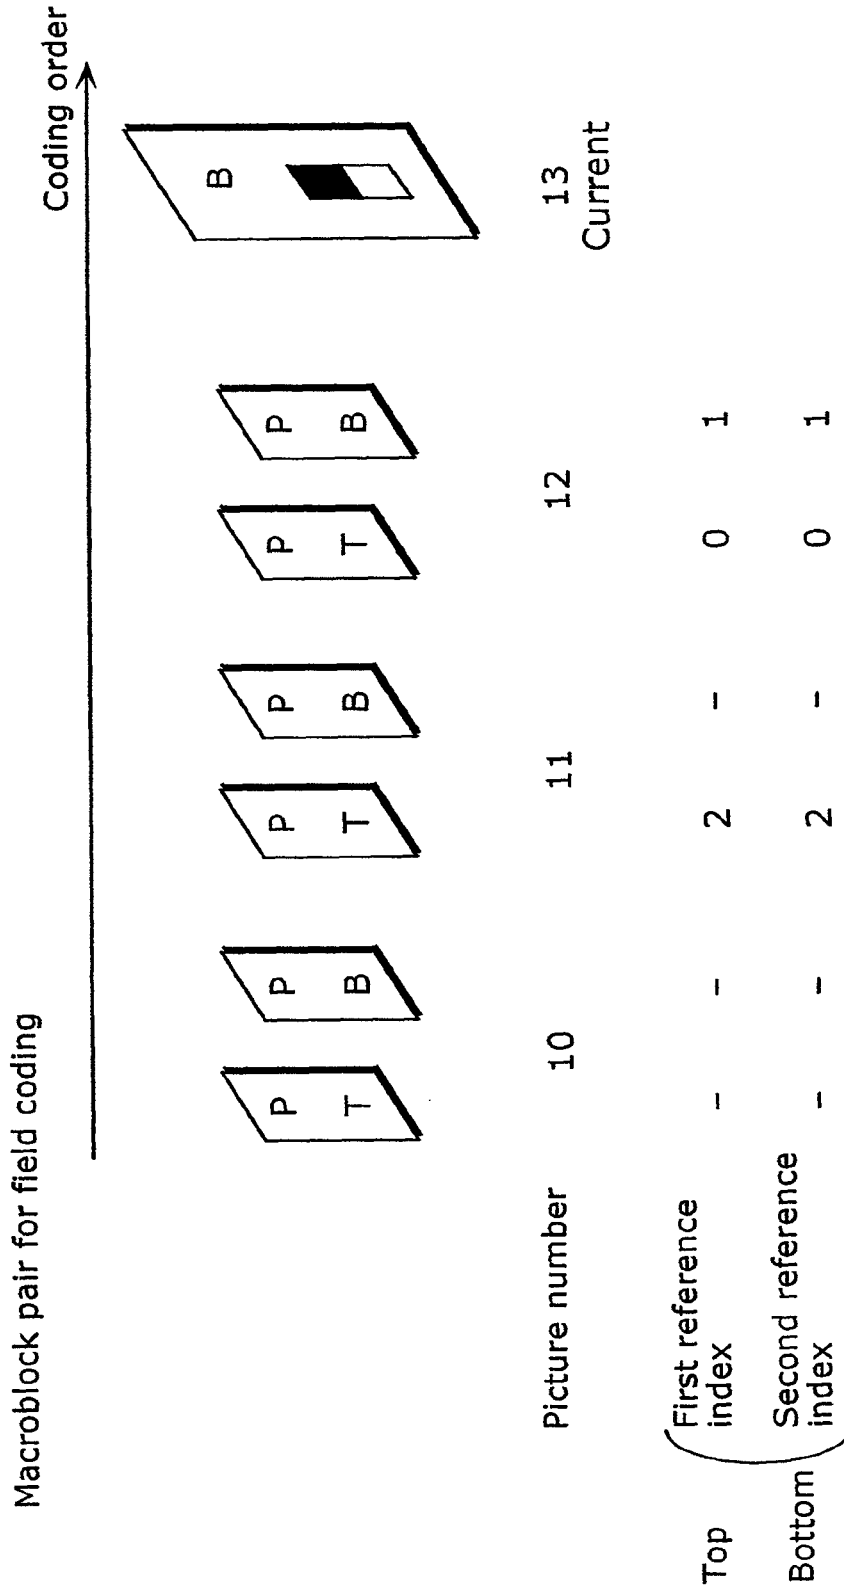 Macroblock pair for field coding
Coding order
P P P P P P B
T B T B T B
Picture number 10 11 12 13
Current
Top First reference index - - 2 - 0 1
Bottom Second reference index - - 2 - 0 1